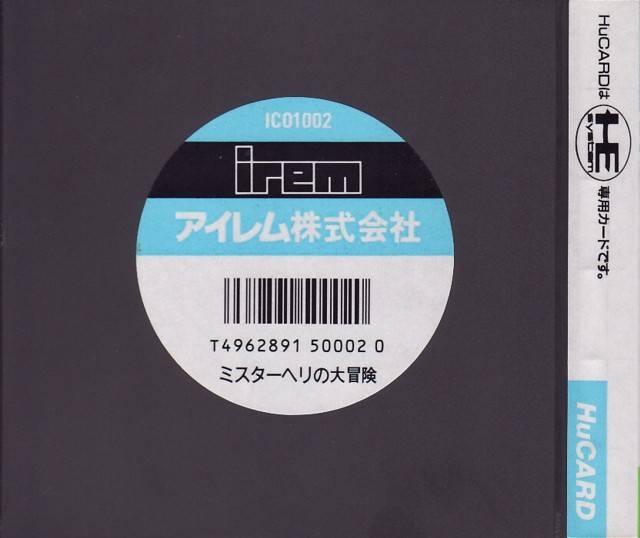 IC01002
irem
アイレム株式会社
T4962891 50002 0
ミスターヘリの大冒険
HuCARDは
HE
system
専用カードです。
HuCARD